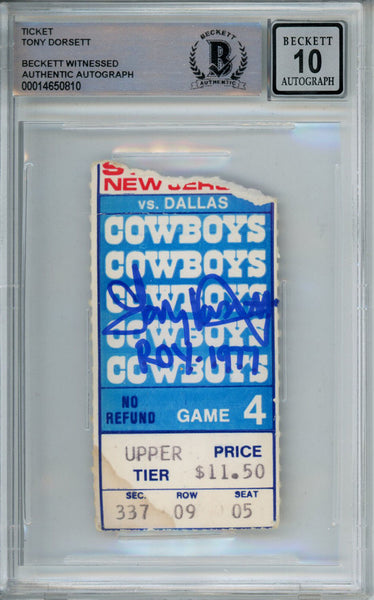 TICKET
TONY DORSETT
BECKETT WITNESSED
AUTHENTIC AUTOGRAPH
00014650810
BECKETT
AUTHENTIC
BECKETT
10
AUTOGRAPH
vs. DALLAS
COWBOYS
COWBOYS
COWBOYS
COWBOYS
COWBOYS
Tony Dorsett
ROY. 1977
NO
REFUND
GAME 4
UPPER
TIER
PRICE
$11.50
SEC. ROW SEAT
337 09 05